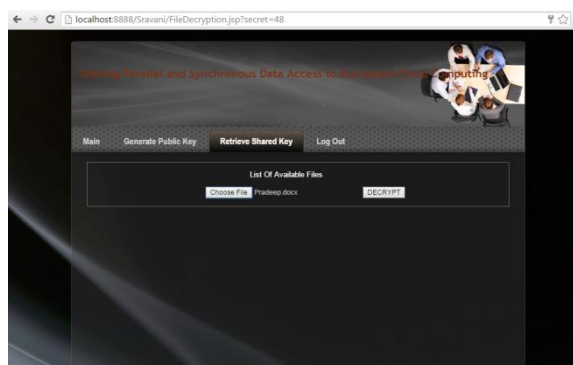 localhost:8888/Sravani/FileDecryption.jsp?secret=48
Parallel and Synchronous Data Access to
Main Generate Public Key Retrieve Shared Key Log Out
List Of Available Files
Choose File Pradeep.docx DECRYPT